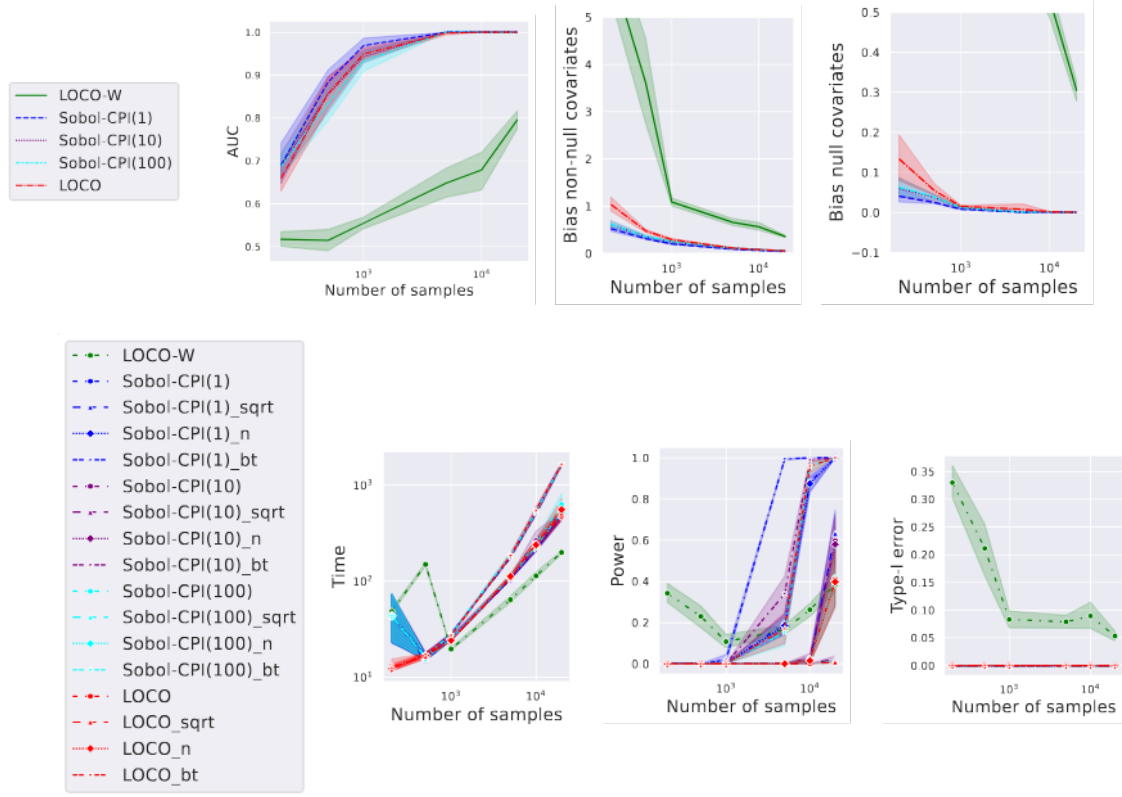 LOCO-W
Sobol-CPI(1)
Sobol-CPI(10)
Sobol-CPI(100)
LOCO
AUC
1.0
0.9
0.8
0.7
0.6
0.5
10³
10⁴
Number of samples
Bias non-null covariates
5
4
3
2
1
0
10³
10⁴
Number of samples
Bias null covariates
0.5
0.4
0.3
0.2
0.1
0.0
−0.1
10³
10⁴
Number of samples
LOCO-W
Sobol-CPI(1)
Sobol-CPI(1)_sqrt
Sobol-CPI(1)_n
Sobol-CPI(1)_bt
Sobol-CPI(10)
Sobol-CPI(10)_sqrt
Sobol-CPI(10)_n
Sobol-CPI(10)_bt
Sobol-CPI(100)
Sobol-CPI(100)_sqrt
Sobol-CPI(100)_n
Sobol-CPI(100)_bt
LOCO
LOCO_sqrt
LOCO_n
LOCO_bt
Time
10³
10²
10¹
10³
10⁴
Number of samples
Power
1.0
0.8
0.6
0.4
0.2
0.0
10³
10⁴
Number of samples
Type-I error
0.35
0.30
0.25
0.20
0.15
0.10
0.05
0.00
10³
10⁴
Number of samples